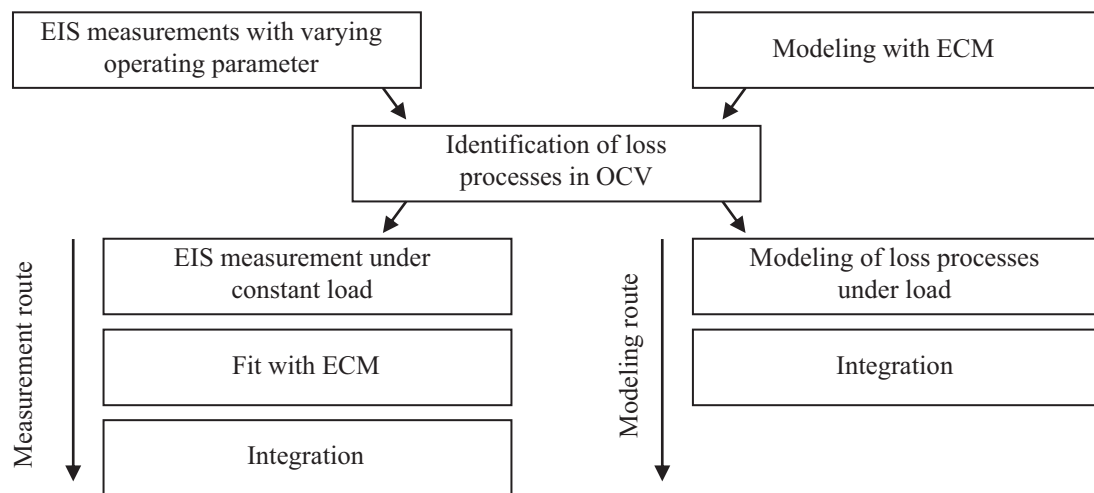 EIS measurements with varying
operating parameter
Modeling with ECM
Identification of loss
processes in OCV
Measurement route
EIS measurement under
constant load
Fit with ECM
Integration
Modeling route
Modeling of loss processes
under load
Integration